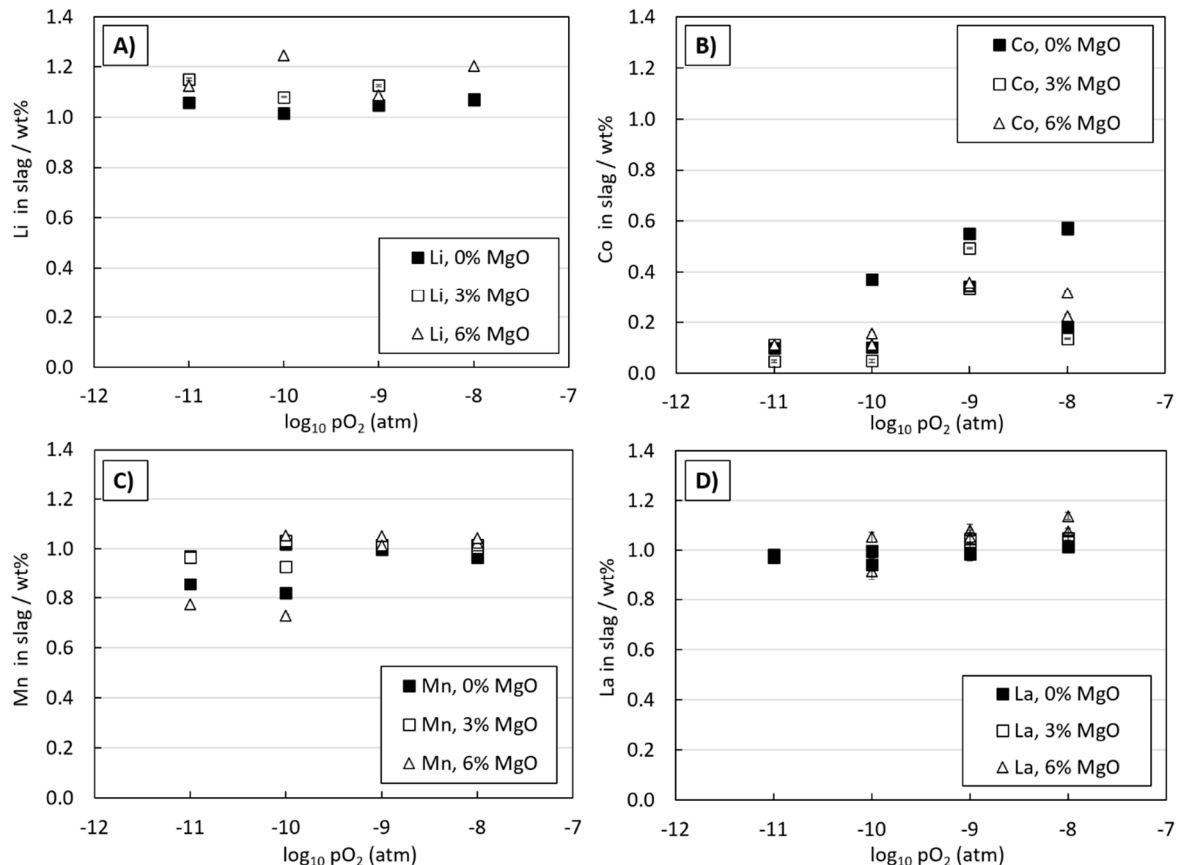 A)
1.4
1.2
1.0
0.8
0.6
0.4
0.2
0.0
Li in slag / wt%
Li, 0% MgO
Li, 3% MgO
Li, 6% MgO
-12 -11 -10 -9 -8 -7
log₁₀ pO₂ (atm)
B)
1.4
1.2
1.0
0.8
0.6
0.4
0.2
0.0
Co in slag / wt%
Co, 0% MgO
Co, 3% MgO
Co, 6% MgO
-12 -11 -10 -9 -8 -7
log₁₀ pO₂ (atm)
C)
1.4
1.2
1.0
0.8
0.6
0.4
0.2
0.0
Mn in slag / wt%
Mn, 0% MgO
Mn, 3% MgO
Mn, 6% MgO
-12 -11 -10 -9 -8 -7
log₁₀ pO₂ (atm)
D)
1.4
1.2
1.0
0.8
0.6
0.4
0.2
0.0
La in slag / wt%
La, 0% MgO
La, 3% MgO
La, 6% MgO
-12 -11 -10 -9 -8 -7
log₁₀ pO₂ (atm)